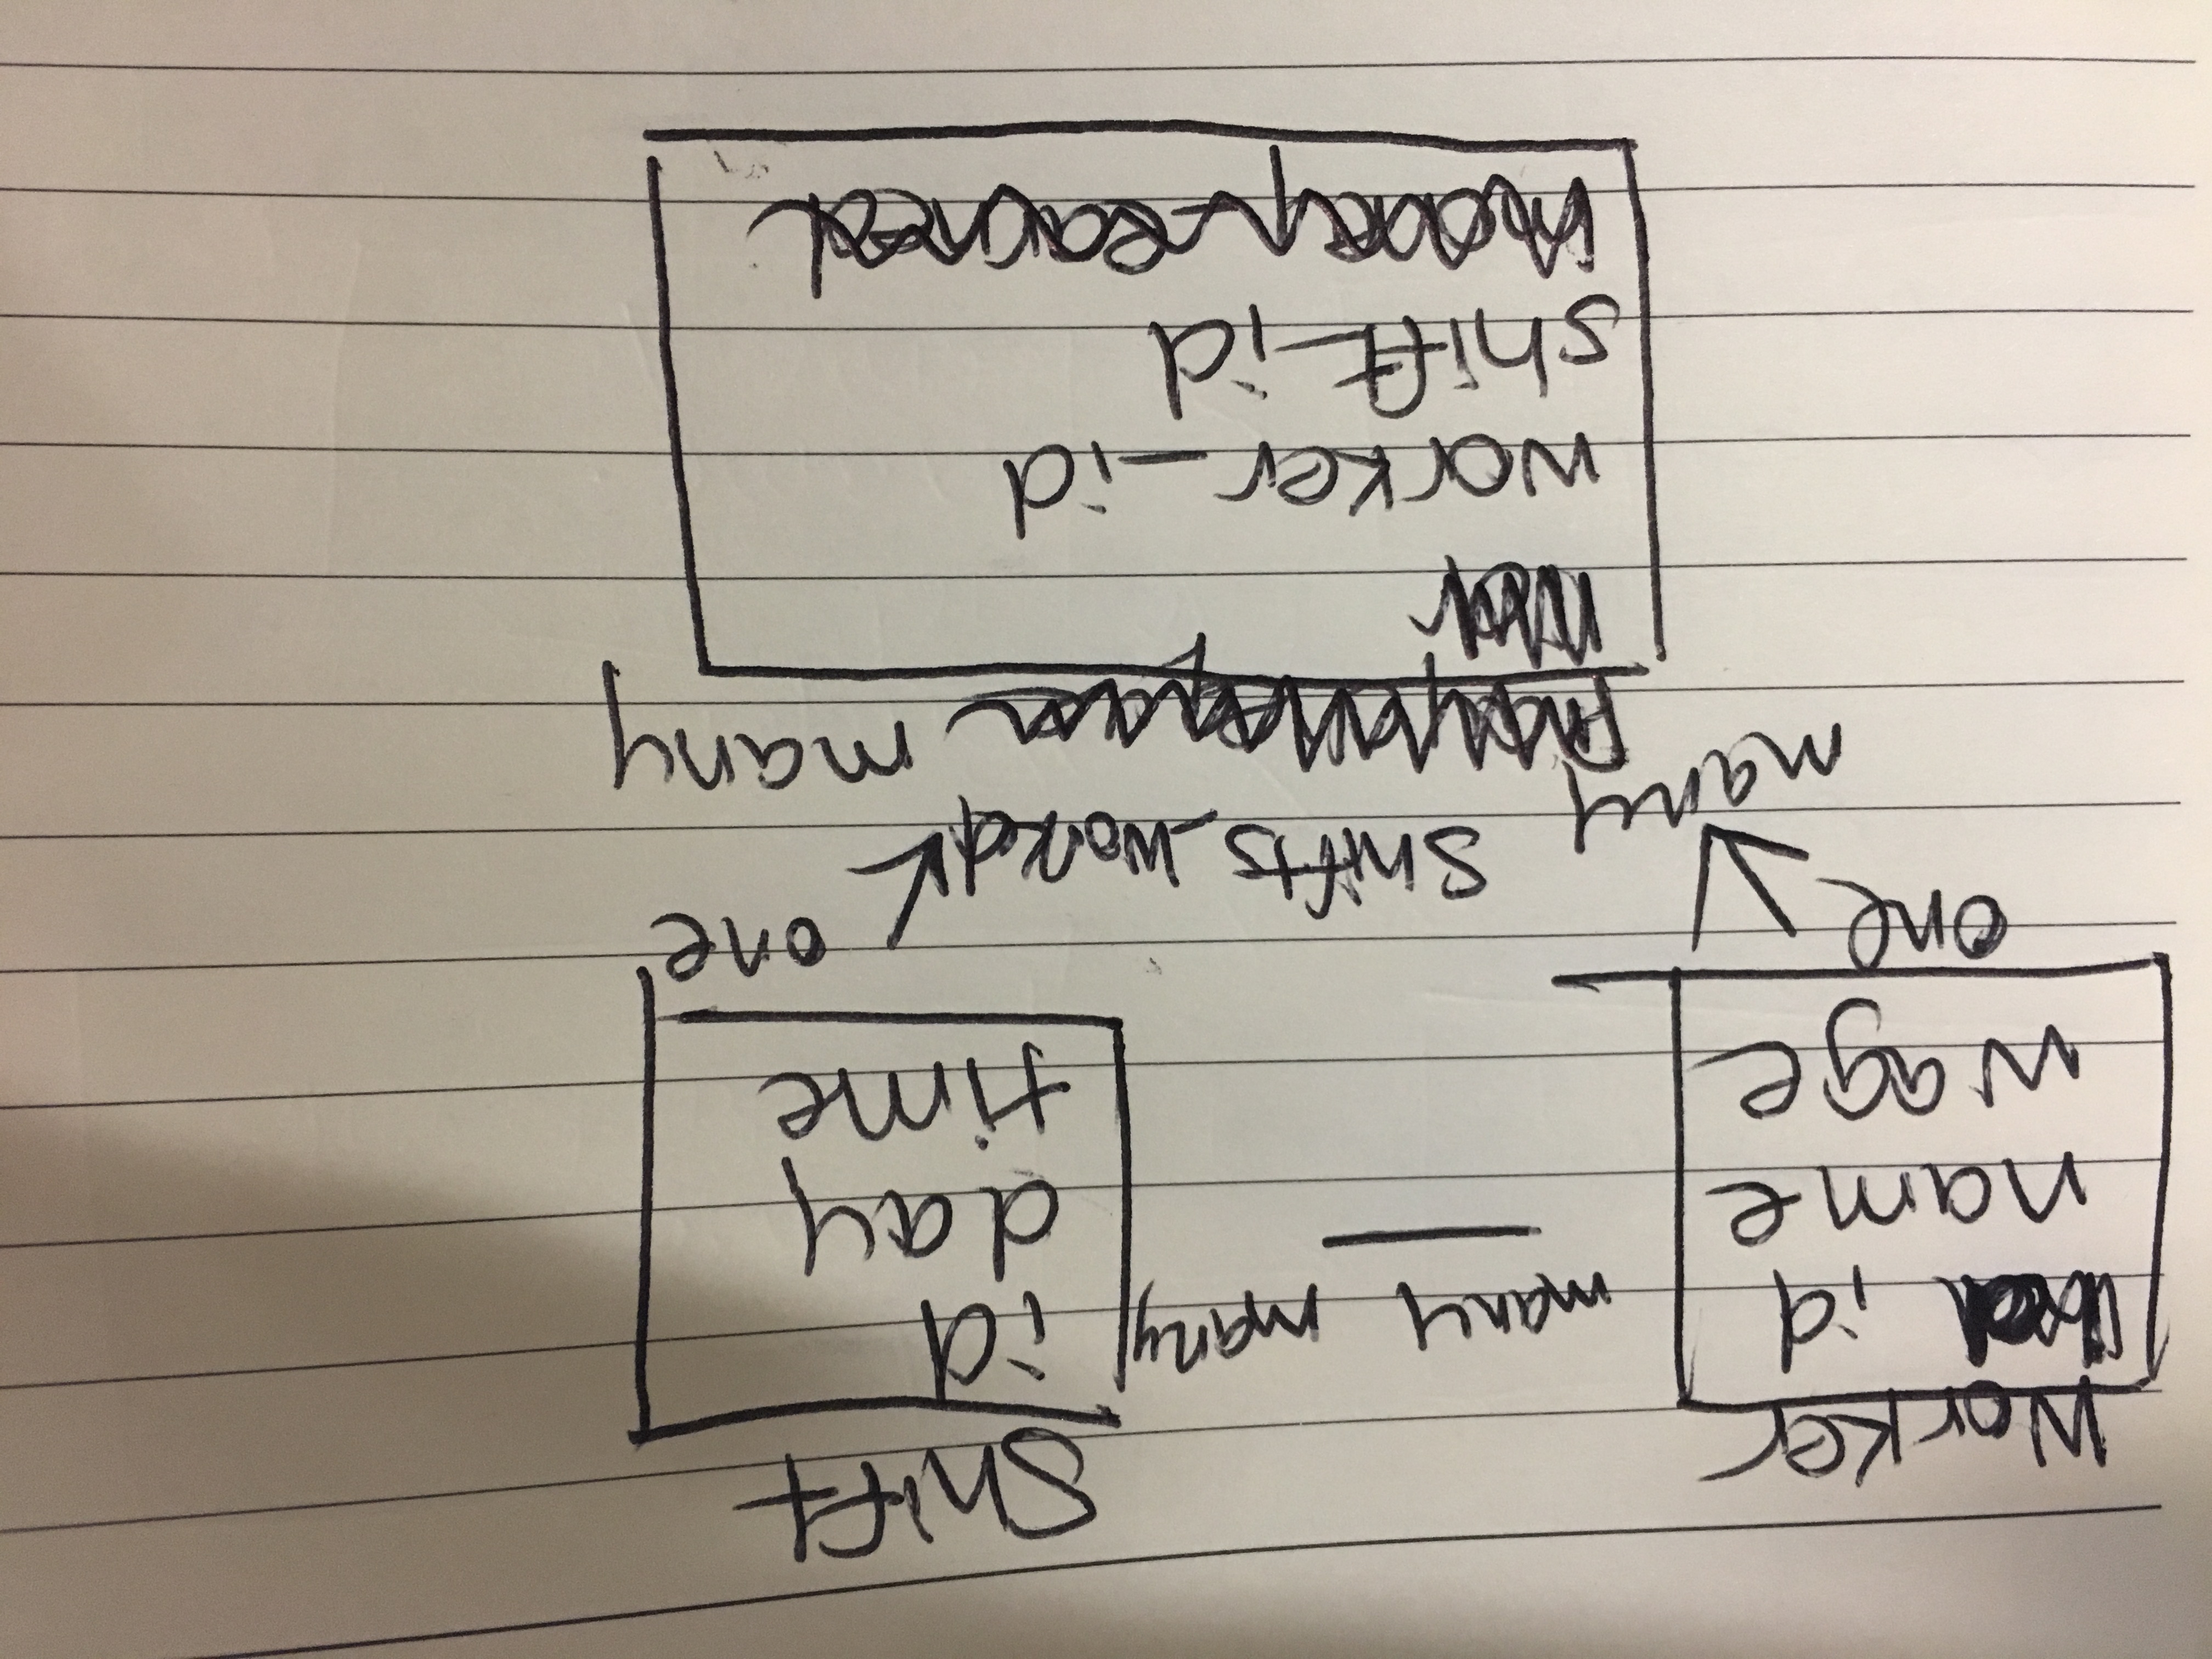 Worker
id
name
wage
many many
Shift
id
day
time
one
one
shifts_worked
many
many
worker_id
shift_id